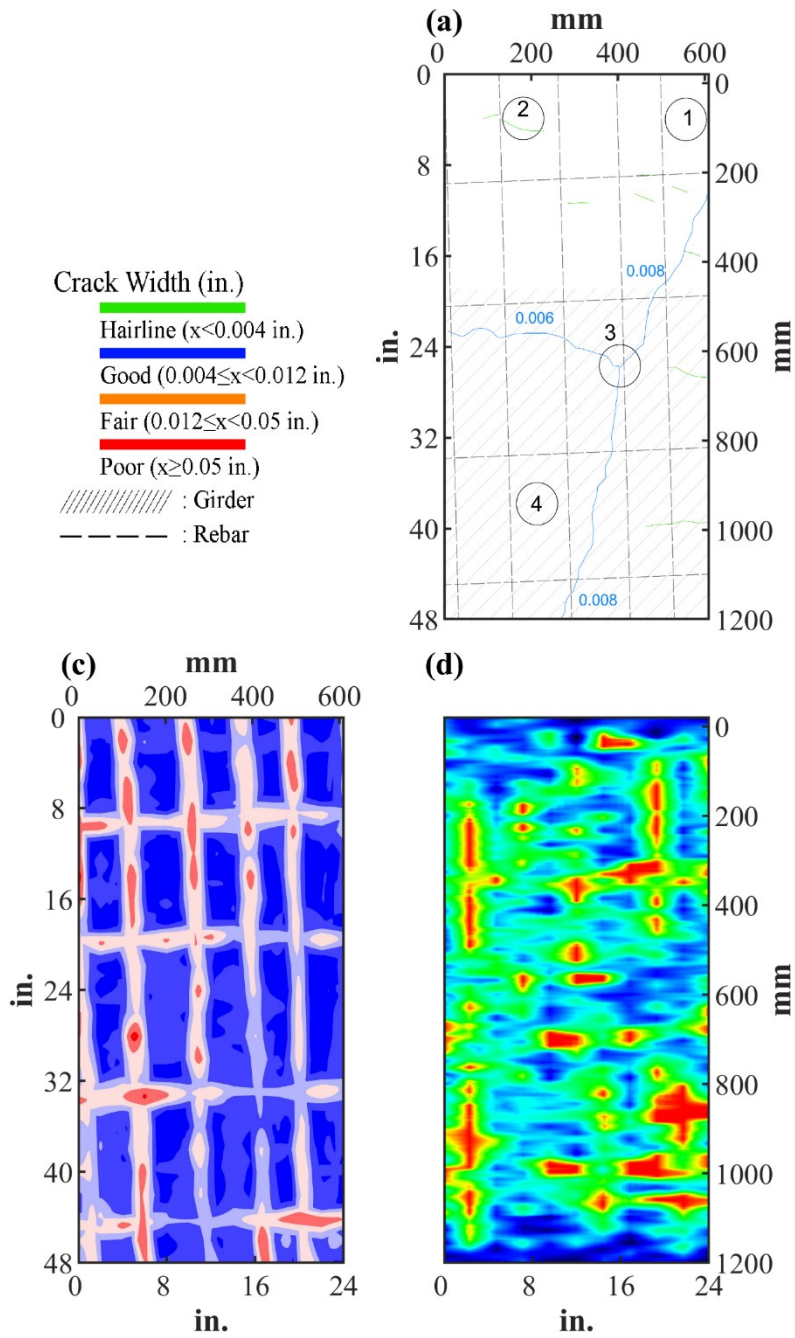 (a)
mm
0 200 400 600
0 8 16 24 32 40 48
in.
0 200 400 600 800 1000 1200
mm
2
1
0.008
0.006
3
4
0.008
Crack Width (in.)
Hairline (x<0.004 in.)
Good (0.004≤x<0.012 in.)
Fair (0.012≤x<0.05 in.)
Poor (x≥0.05 in.)
: Girder
: Rebar
(c)
mm
0 200 400 600
0 8 16 24 32 40 48
in.
0 8 16 24
in.
(d)
0 200 400 600 800 1000 1200
mm
0 8 16 24
in.